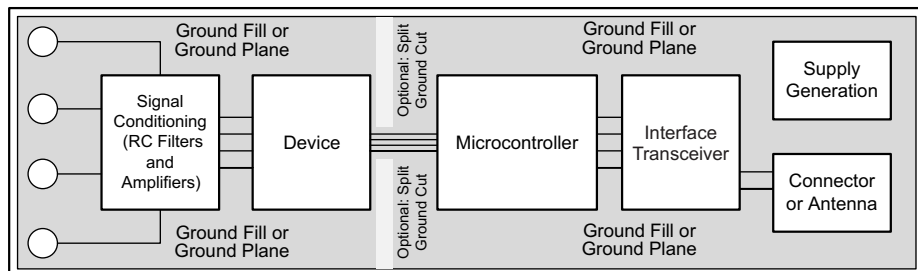 Ground Fill or
Ground Plane
Optional: Split
Ground Cut
Ground Fill or
Ground Plane
Supply
Generation
Signal
Conditioning
(RC Filters
and
Amplifiers)
Device
Microcontroller
Interface
Transceiver
Connector
or Antenna
Ground Fill or
Ground Plane
Optional: Split
Ground Cut
Ground Fill or
Ground Plane